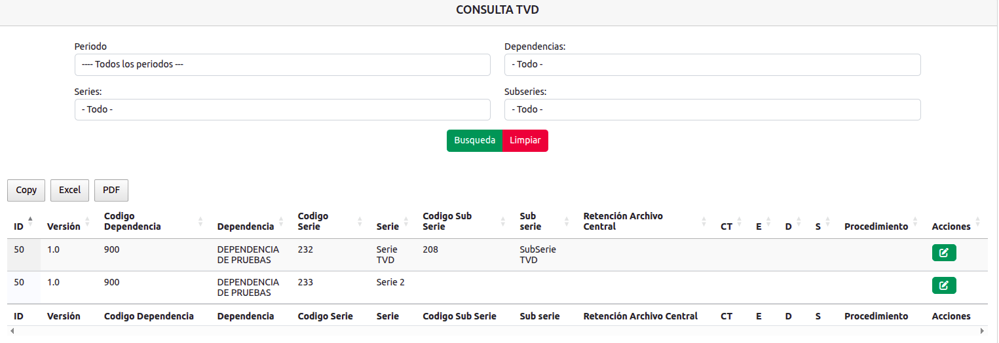 CONSULTA TVD
Periodo
Dependencias:
---- Todos los periodos ---
- Todo -
Series:
Subseries:
- Todo -
- Todo -
Busqueda Limpiar
Copy Excel PDF
ID Versión Codigo Dependencia Dependencia Codigo Serie Serie Codigo Sub Serie Sub serie Retención Archivo Central CT E D S Procedimiento Acciones
50 1.0 900 DEPENDENCIA DE PRUEBAS 232 Serie TVD 208 SubSerie TVD
50 1.0 900 DEPENDENCIA DE PRUEBAS 233 Serie 2
ID Versión Codigo Dependencia Dependencia Codigo Serie Serie Codigo Sub Serie Sub serie Retención Archivo Central CT E D S Procedimiento Acciones